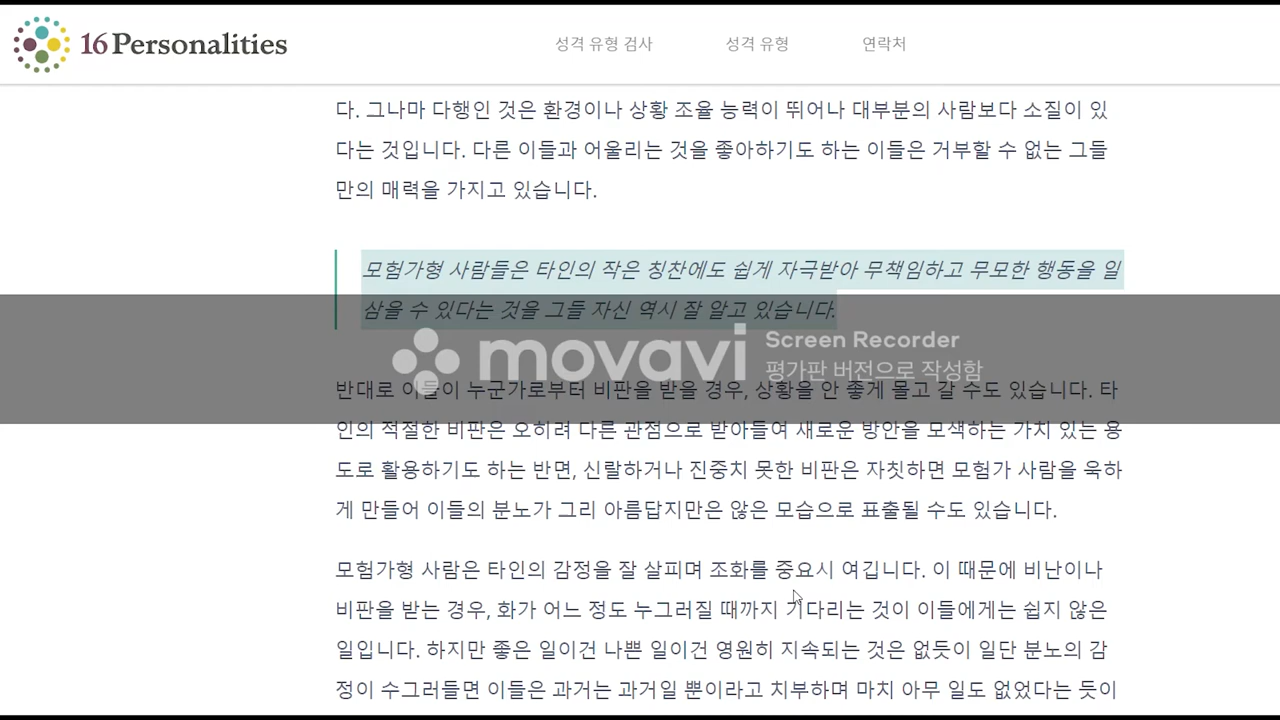 16Personalities
성격 유형 검사 성격 유형 연락처
다. 그나마 다행인 것은 환경이나 상황 조율 능력이 뛰어나 대부분의 사람보다 소질이 있
다는 것입니다. 다른 이들과 어울리는 것을 좋아하기도 하는 이들은 거부할 수 없는 그들
만의 매력을 가지고 있습니다.
모험가형 사람들은 타인의 작은 칭찬에도 쉽게 자극받아 무책임하고 무모한 행동을 일
삼을 수 있다는 것을 그들 자신 역시 잘 알고 있습니다.
movavi
Screen Recorder
평가판 버전으로 작성함
반대로 이들이 누군가로부터 비판을 받을 경우, 상황을 안 좋게 몰고 갈 수도 있습니다. 타
인의 적절한 비판은 오히려 다른 관점으로 받아들여 새로운 방안을 모색하는 가치 있는 용
도로 활용하기도 하는 반면, 신랄하거나 진중치 못한 비판은 자칫하면 모험가 사람을 욱하
게 만들어 이들의 분노가 그리 아름답지만은 않은 모습으로 표출될 수도 있습니다.
모험가형 사람은 타인의 감정을 잘 살피며 조화를 중요시 여깁니다. 이 때문에 비난이나
비판을 받는 경우, 화가 어느 정도 누그러질 때까지 기다리는 것이 이들에게는 쉽지 않은
일입니다. 하지만 좋은 일이건 나쁜 일이건 영원히 지속되는 것은 없듯이 일단 분노의 감
정이 수그러들면 이들은 과거는 과거일 뿐이라고 치부하며 마치 아무 일도 없었다는 듯이